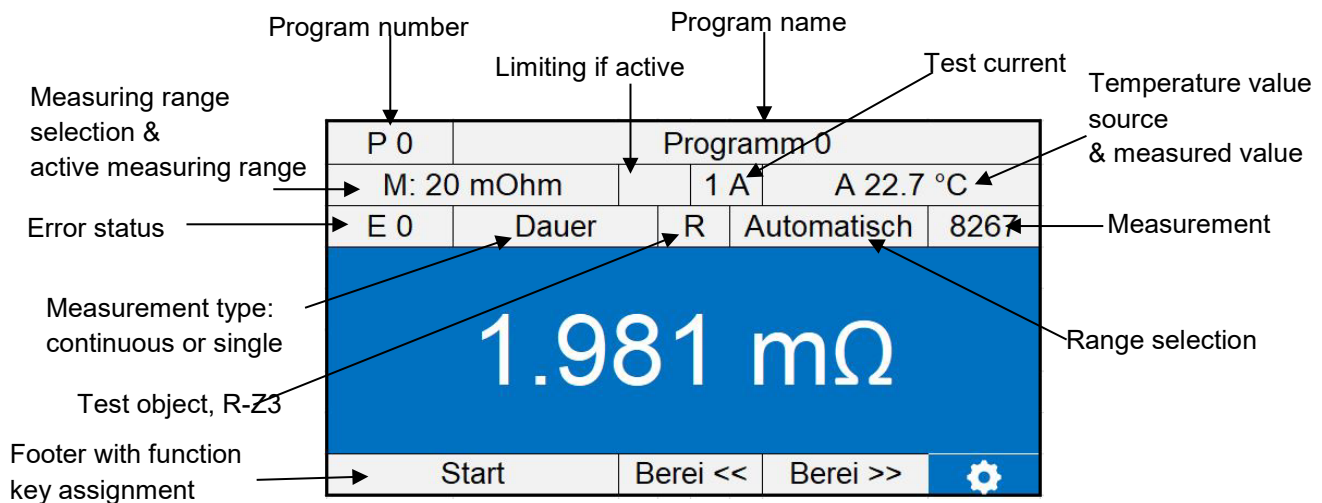 Program number
Program name
Limiting if active
Test current
Temperature value
source
& measured value
Measuring range
selection &
active measuring range
P 0
Programm 0
M: 20 mOhm
1 A
A 22.7 °C
Error status
E 0
Dauer
R
Automatisch
8267
Measurement
Measurement type:
continuous or single
1.981 mΩ
Range selection
Test object, R-Z3
Footer with function
key assignment
Start
Berei <<
Berei >>